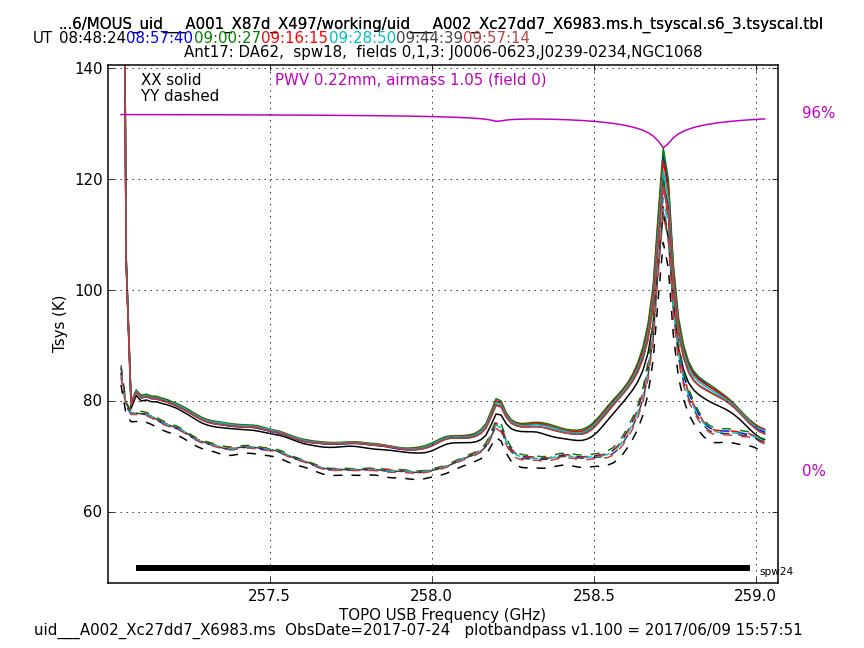 ...6/MOUS_uid___A001_X87d_X497/working/uid___A002_Xc27dd7_X6983.ms.h_tsyscal.s6_3.tsyscal.tbl
UT 08:48:24 08:57:40 09:00:27 09:16:15 09:28:50 09:44:39 09:57:14
Ant17: DA62, spw18, fields 0,1,3: J0006-0623,J0239-0234,NGC1068
140
XX solid
PWV 0.22mm, airmass 1.05 (field 0)
YY dashed
96%
120
100
Tsys (K)
80
0%
60
spw24
257.5 258.0 258.5 259.0
TOPO USB Frequency (GHz)
uid___A002_Xc27dd7_X6983.ms ObsDate=2017-07-24 plotbandpass v1.100 = 2017/06/09 15:57:51